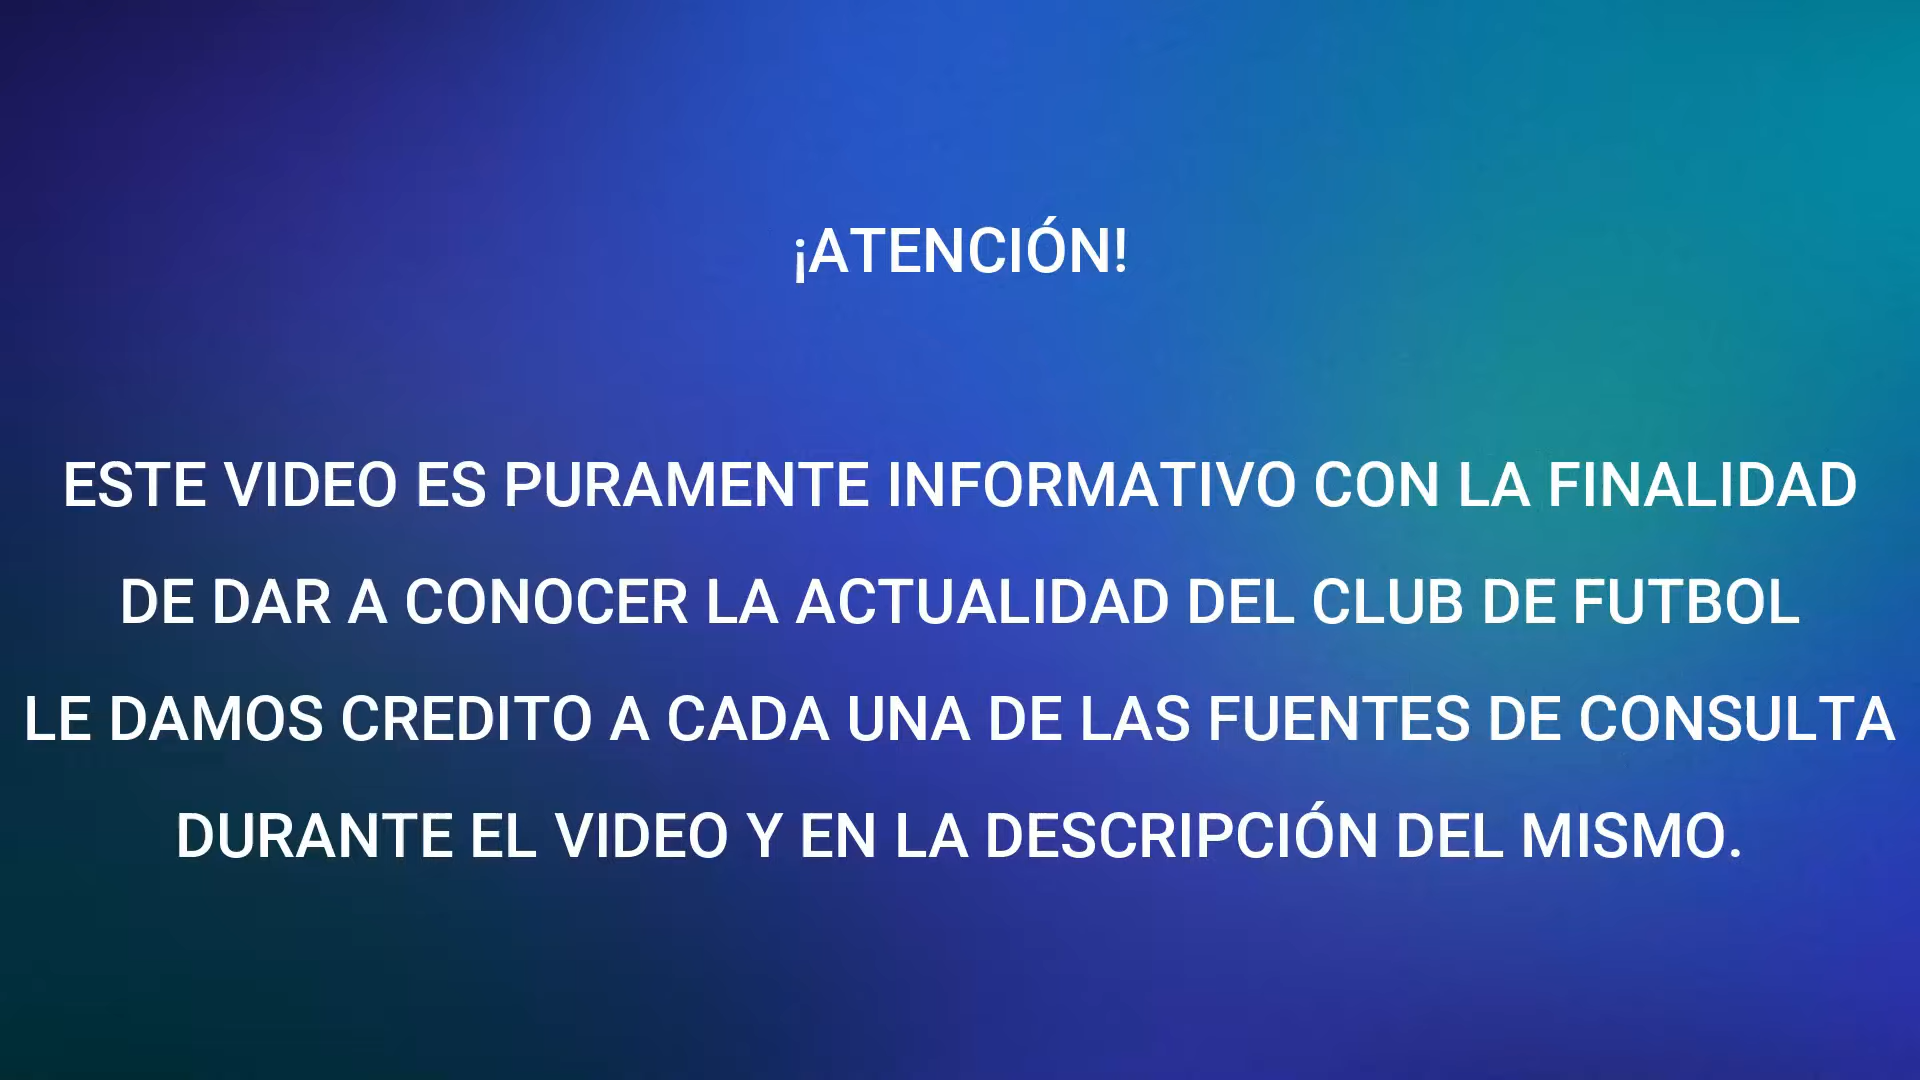 ¡ATENCIÓN!
ESTE VIDEO ES PURAMENTE INFORMATIVO CON LA FINALIDAD
DE DAR A CONOCER LA ACTUALIDAD DEL CLUB DE FUTBOL
LE DAMOS CREDITO A CADA UNA DE LAS FUENTES DE CONSULTA
DURANTE EL VIDEO Y EN LA DESCRIPCIÓN DEL MISMO.